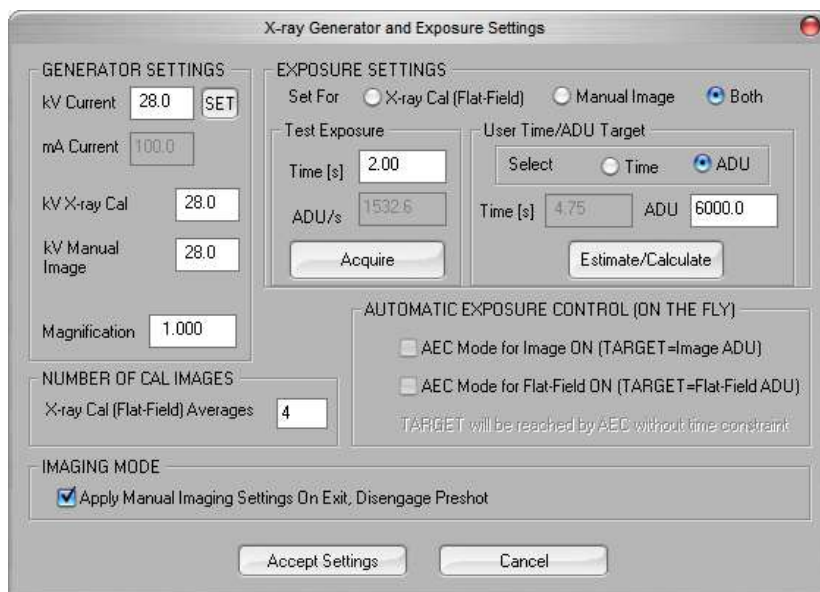 X-ray Generator and Exposure Settings
GENERATOR SETTINGS
kV Current 28.0 SET
mA Current 100.0
kV X-ray Cal 28.0
kV Manual Image 28.0
Magnification 1.000
EXPOSURE SETTINGS
Set For X-ray Cal (Flat-Field) Manual Image Both
Test Exposure
Time [s] 2.00
ADU/s 1532.6
Acquire
User Time/ADU Target
Select Time ADU
Time [s] 4.75 ADU 6000.0
Estimate/Calculate
AUTOMATIC EXPOSURE CONTROL (ON THE FLY)
AEC Mode for Image ON (TARGET=Image ADU)
AEC Mode for Flat-Field ON (TARGET=Flat-Field ADU)
TARGET will be reached by AEC without time constraint
NUMBER OF CAL IMAGES
X-ray Cal (Flat-Field) Averages 4
IMAGING MODE
Apply Manual Imaging Settings On Exit, Disengage Preshot
Accept Settings Cancel